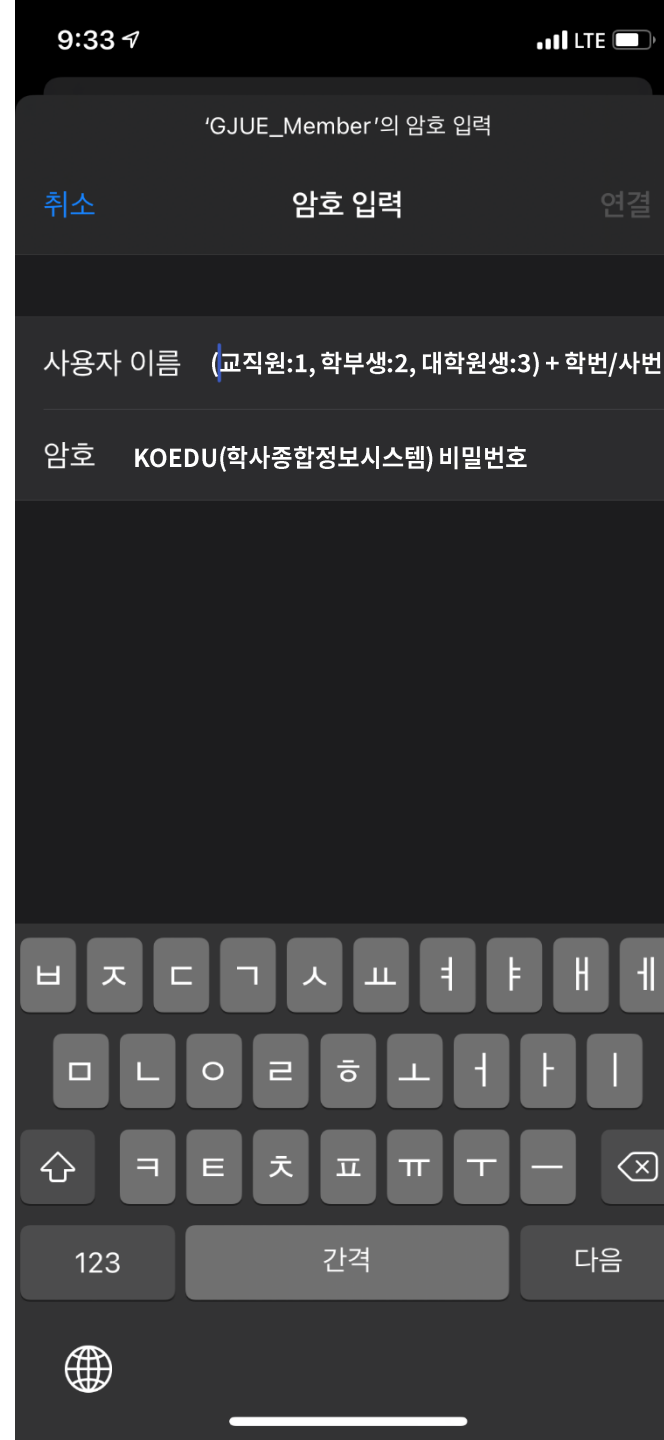 9:33 LTE
'GJUE_Member'의 암호 입력
취소 암호 입력 연결
사용자 이름 (교직원:1, 학부생:2, 대학원생:3) + 학번/사번
암호 KOEDU(학사종합정보시스템) 비밀번호
ㅂ ㅈ ㄷ ㄱ ㅅ ㅛ ㅕ ㅑ ㅐ ㅔ
ㅁ ㄴ ㅇ ㄹ ㅎ ㅗ ㅓ ㅏ ㅣ
ㅋ ㅌ ㅊ ㅍ ㅠ ㅜ ㅡ
123 간격 다음